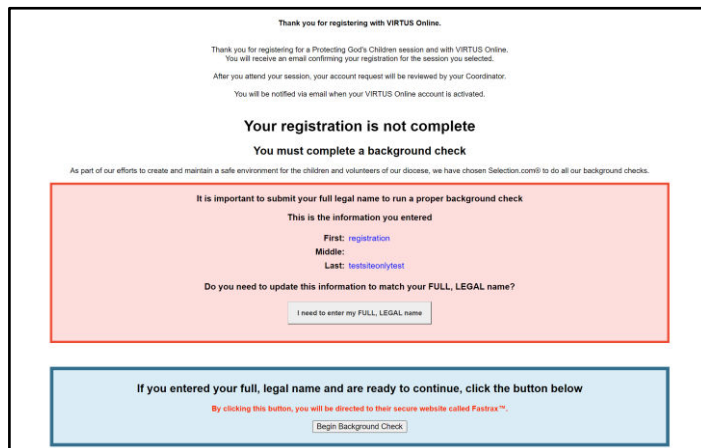 Thank you for registering with VIRTUS Online.
Thank you for registering for a Protecting God's Children session and with VIRTUS Online.
You will receive an email confirming your registration for the session you selected.
After you attend your session, your account request will be reviewed by your Coordinator.
You will be notified via email when your VIRTUS Online account is activated.
Your registration is not complete
You must complete a background check
As part of our efforts to create and maintain a safe environment for the children and volunteers of our diocese, we have chosen Selection.com® to do all our background checks.
It is important to submit your full legal name to run a proper background check
This is the information you entered
First: registration
Middle:
Last: testsiteonlytest
Do you need to update this information to match your FULL, LEGAL name?
I need to enter my FULL, LEGAL name
If you entered your full, legal name and are ready to continue, click the button below
By clicking this button, you will be directed to their secure website called Fastrax™.
Begin Background Check